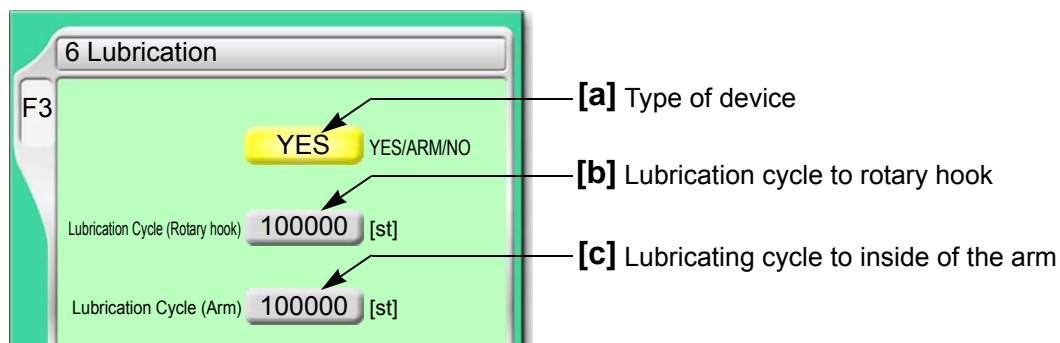 6 Lubrication
F3
[a] Type of device
YES YES/ARM/NO
[b] Lubrication cycle to rotary hook
Lubrication Cycle (Rotary hook) 100000 [st]
[c] Lubricating cycle to inside of the arm
Lubrication Cycle (Arm) 100000 [st]